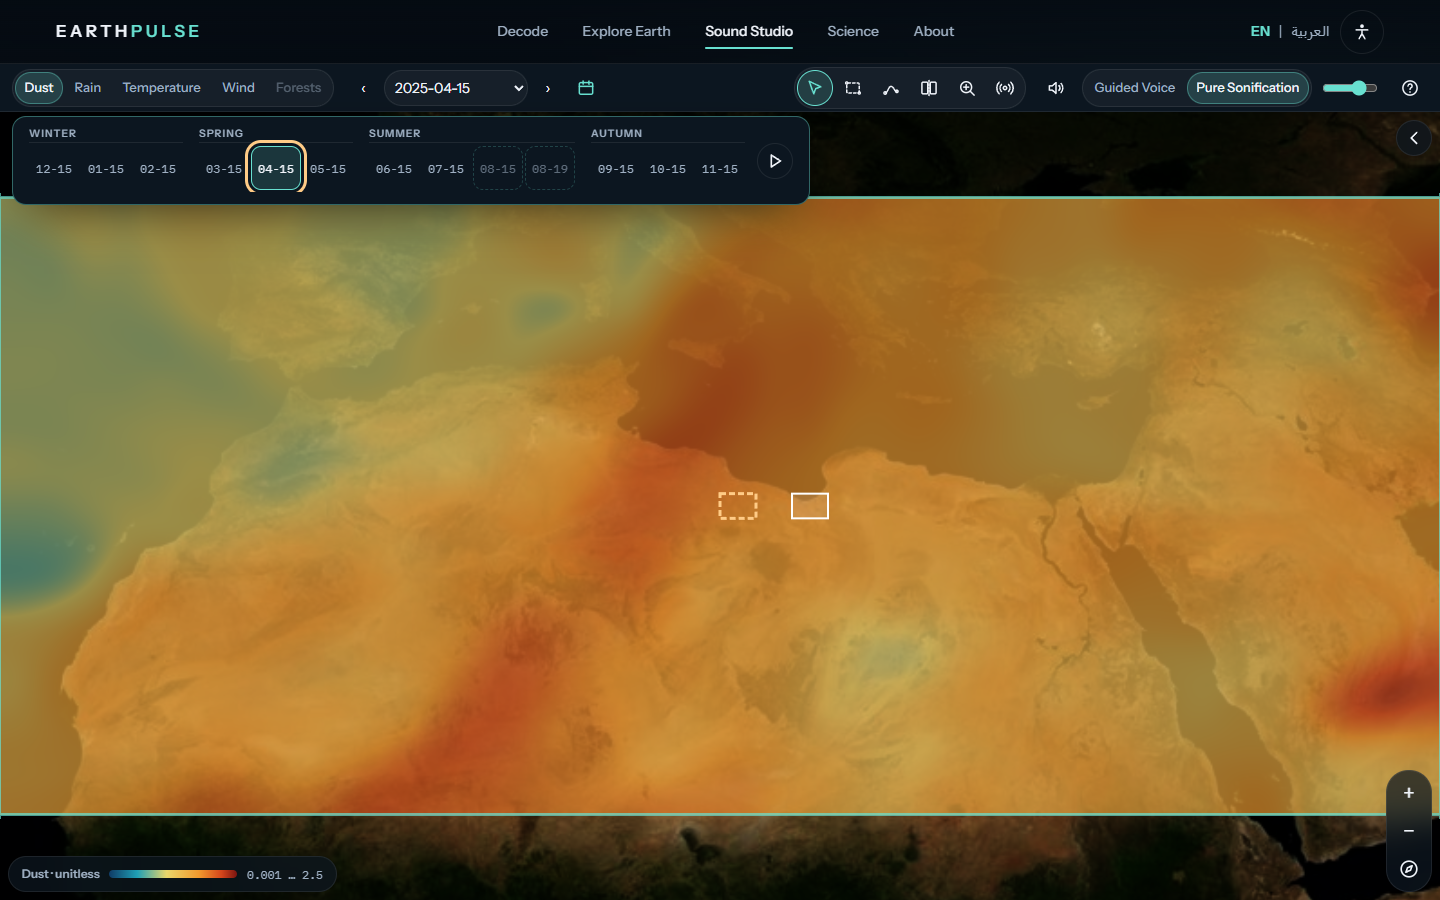 EARTHPULSE
Decode
Explore Earth
Sound Studio
Science
About
EN | العربية
Dust
Rain
Temperature
Wind
Forests
‹
2025-04-15
›
Guided Voice
Pure Sonification
WINTER
SPRING
SUMMER
AUTUMN
12-15 01-15 02-15
03-15 04-15 05-15
06-15 07-15 08-15 08-19
09-15 10-15 11-15
Dust·unitless
0.001 … 2.5